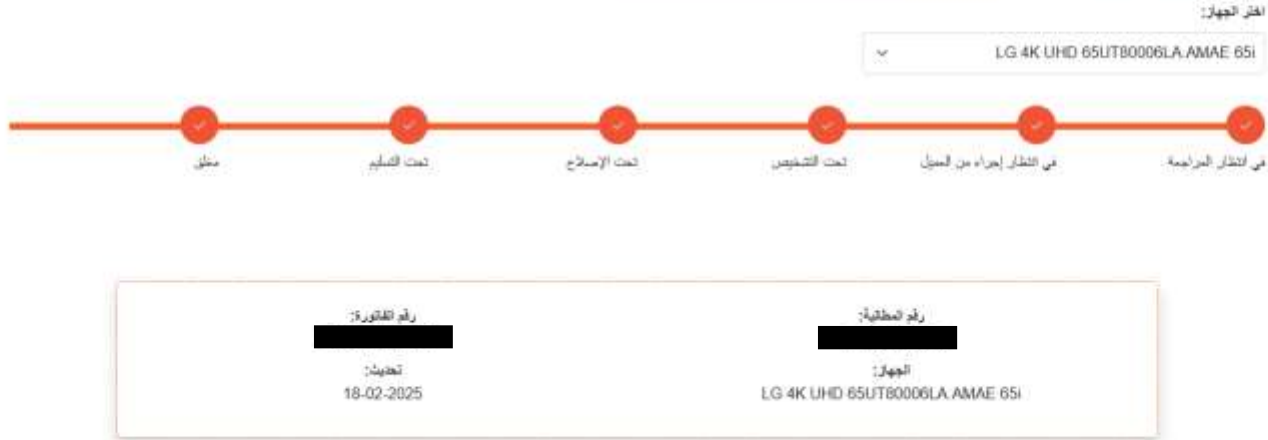 اختر الجهاز:
LG 4K UHD 65UT80006LA.AMAE 65i
في انتظار المراجعة
في انتظار إجراء من العميل
تحت التشخيص
تحت الإصلاح
تحت التسليم
مغلق
رقم المطالبة:
رقم الفاتورة:
الجهاز:
LG 4K UHD 65UT80006LA.AMAE 65i
تحديث:
18-02-2025